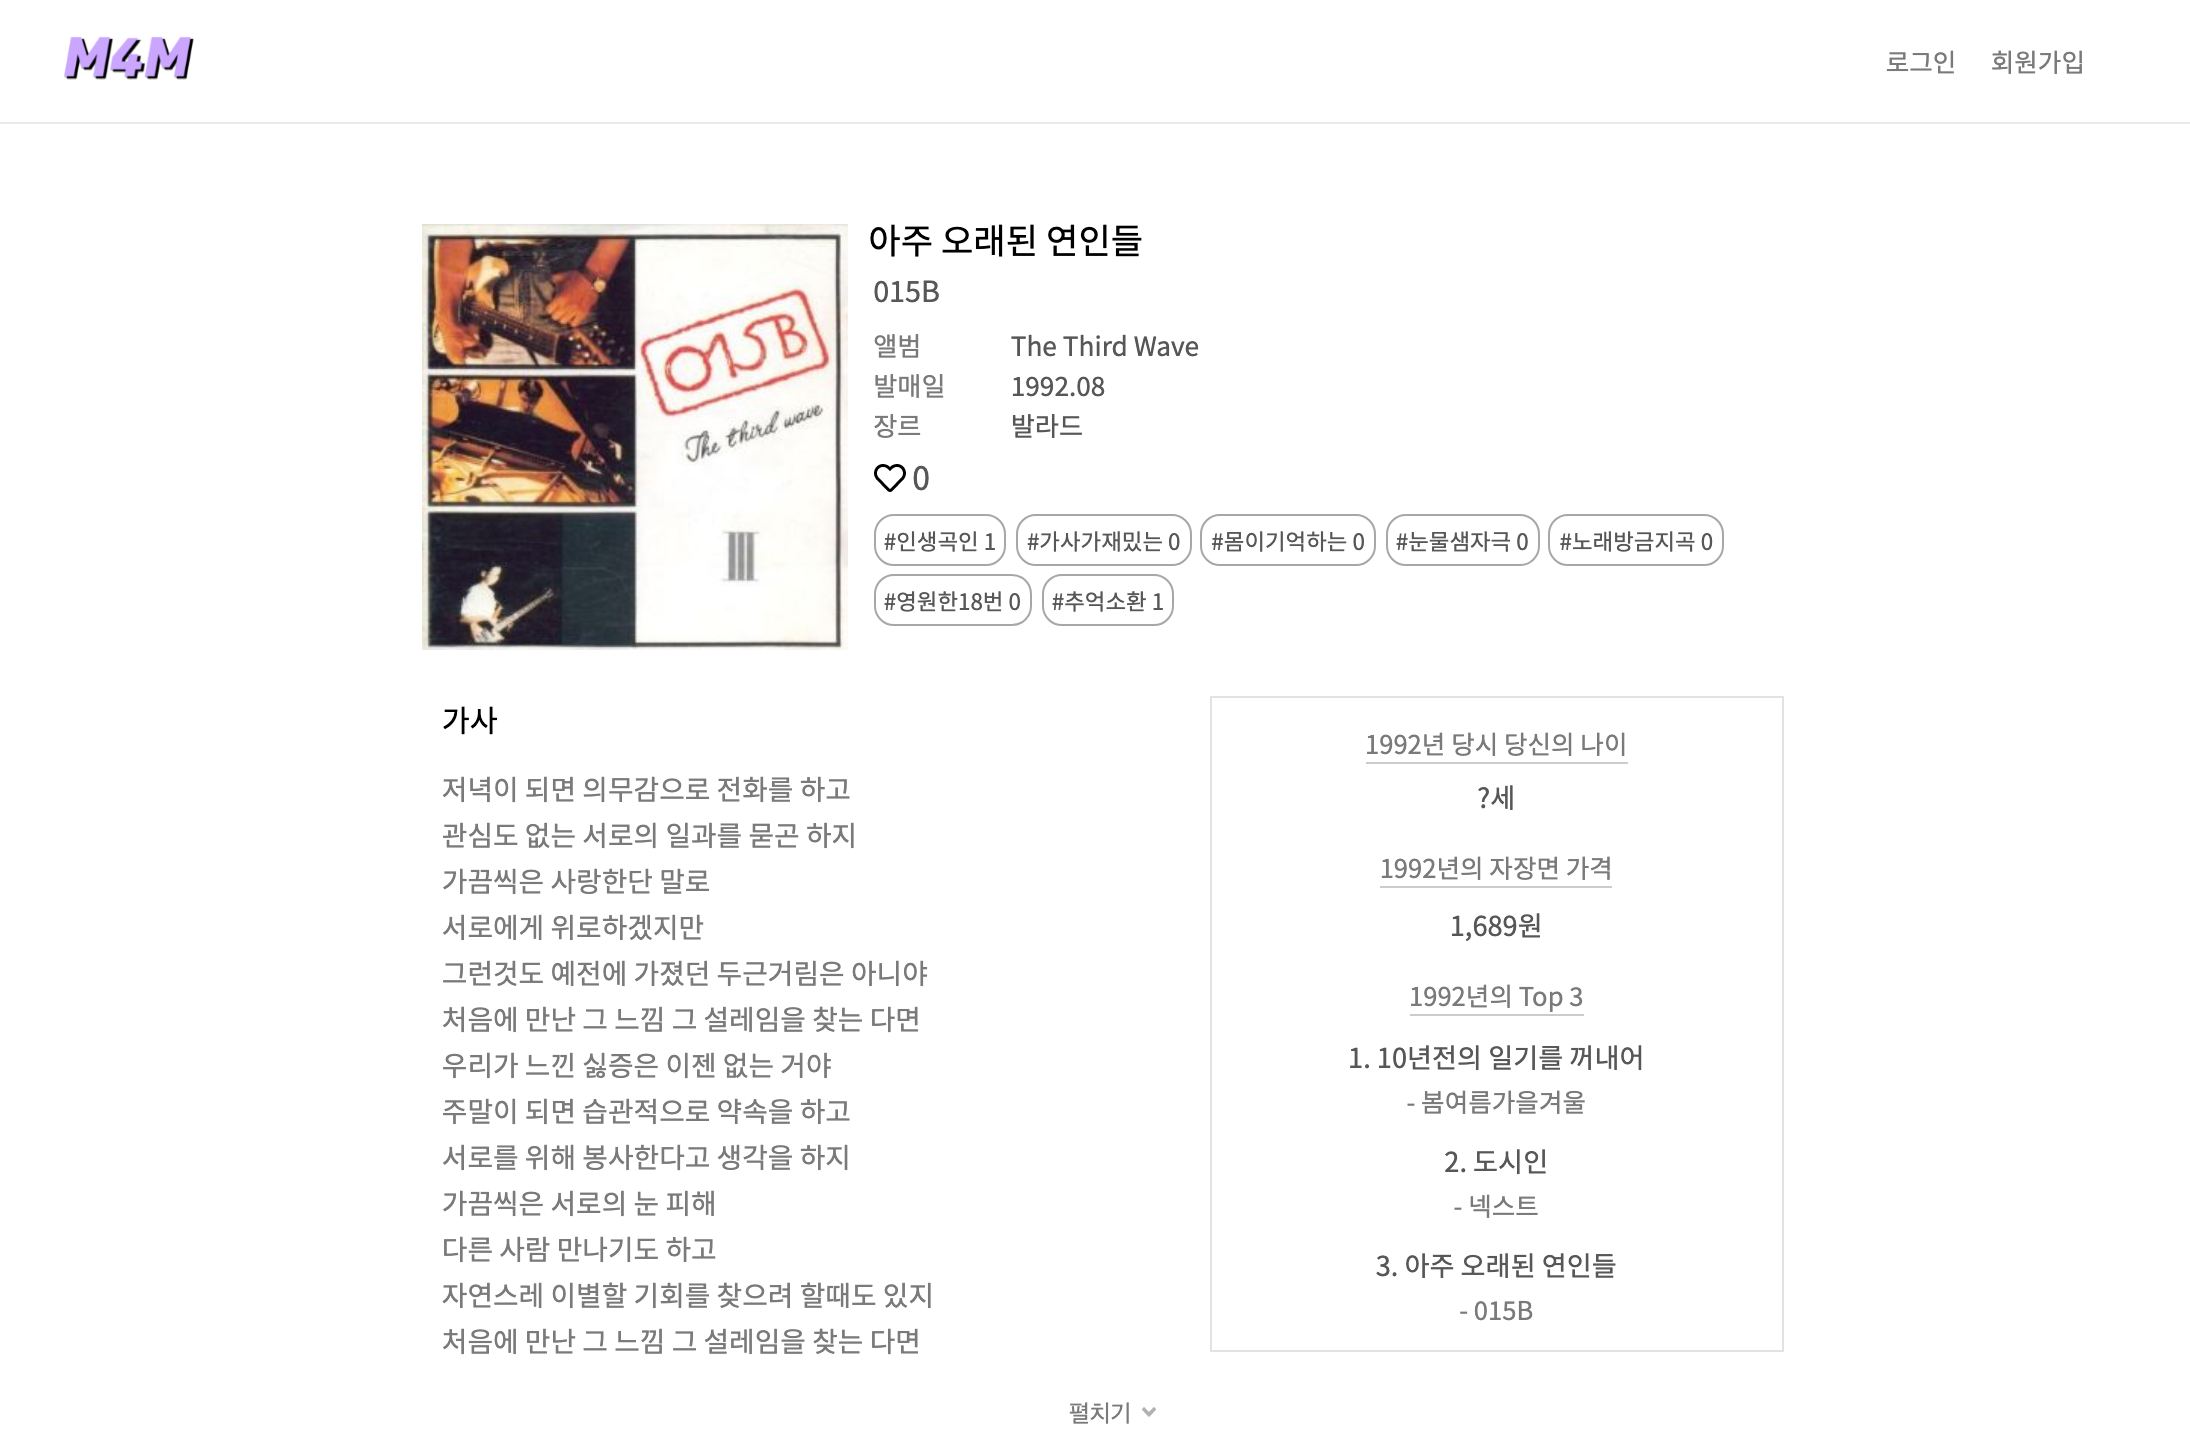 M4M
로그인 회원가입
아주 오래된 연인들
015B
앨범 The Third Wave
발매일 1992.08
장르 발라드
0
#인생곡인 1 #가사가재밌는 0 #몸이기억하는 0 #눈물샘자극 0 #노래방금지곡 0
#영원한18번 0 #추억소환 1
015B
The third wave
III
가사
저녁이 되면 의무감으로 전화를 하고
관심도 없는 서로의 일과를 묻곤 하지
가끔씩은 사랑한단 말로
서로에게 위로하겠지만
그런것도 예전에 가졌던 두근거림은 아니야
처음에 만난 그 느낌 그 설레임을 찾는 다면
우리가 느낀 싫증은 이젠 없는 거야
주말이 되면 습관적으로 약속을 하고
서로를 위해 봉사한다고 생각을 하지
가끔씩은 서로의 눈 피해
다른 사람 만나기도 하고
자연스레 이별할 기회를 찾으려 할때도 있지
처음에 만난 그 느낌 그 설레임을 찾는 다면
1992년 당시 당신의 나이
?세
1992년의 자장면 가격
1,689원
1992년의 Top 3
1. 10년전의 일기를 꺼내어
- 봄여름가을겨울
2. 도시인
- 넥스트
3. 아주 오래된 연인들
- 015B
펼치기